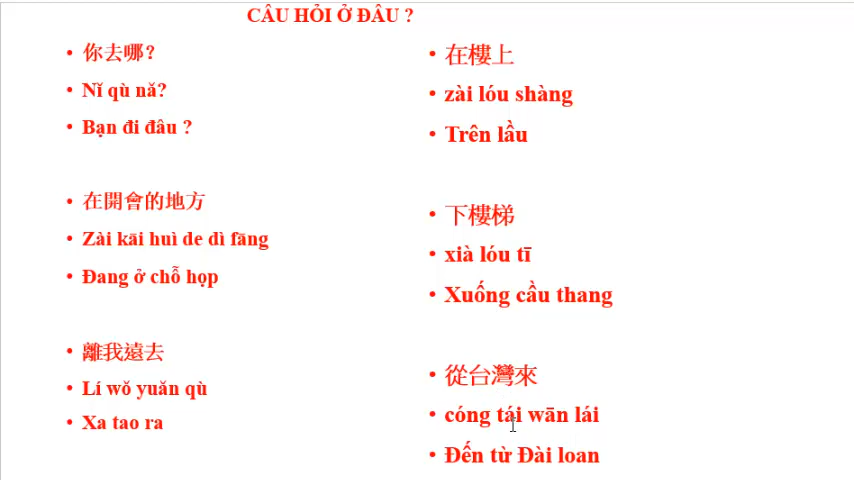 CÂU HỎI Ở ĐÂU ?
• 你去哪?
• Nǐ qù nǎ?
• Bạn đi đâu ?
• 在開會的地方
• Zài kāi huì de dì fāng
• Đang ở chỗ họp
• 離我遠去
• Lí wǒ yuǎn qù
• Xa tao ra
• 在樓上
• zài lóu shàng
• Trên lầu
• 下樓梯
• xià lóu tī
• Xuống cầu thang
• 從台灣來
• cóng tái wān lái
• Đến từ Đài loan